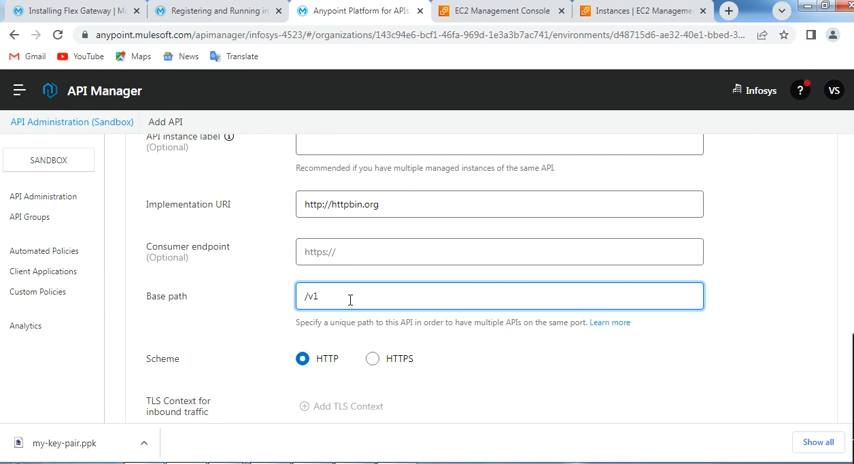 Installing Flex Gateway | Mu
Registering and Running in
Anypoint Platform for APIs
EC2 Management Console
Instances | EC2 Manageme
anypoint.mulesoft.com/apimanager/infosys-4523/#/organizations/143c94e6-bcf1-46fa-969d-1e3a3b7ac741/environments/d48715d6-ae32-40e1-bbed-3...
Gmail
YouTube
Maps
News
Translate
API Manager
Infosys
?
VS
API Administration (Sandbox)
Add API
SANDBOX
API Administration
API Groups
Automated Policies
Client Applications
Custom Policies
Analytics
API instance label
(Optional)
Recommended if you have multiple managed instances of the same API.
Implementation URI
http://httpbin.org
Consumer endpoint
(Optional)
https://
Base path
/v1
Specify a unique path to this API in order to have multiple APIs on the same port. Learn more
Scheme
HTTP
HTTPS
TLS Context for
inbound traffic
Add TLS Context
my-key-pair.ppk
Show all